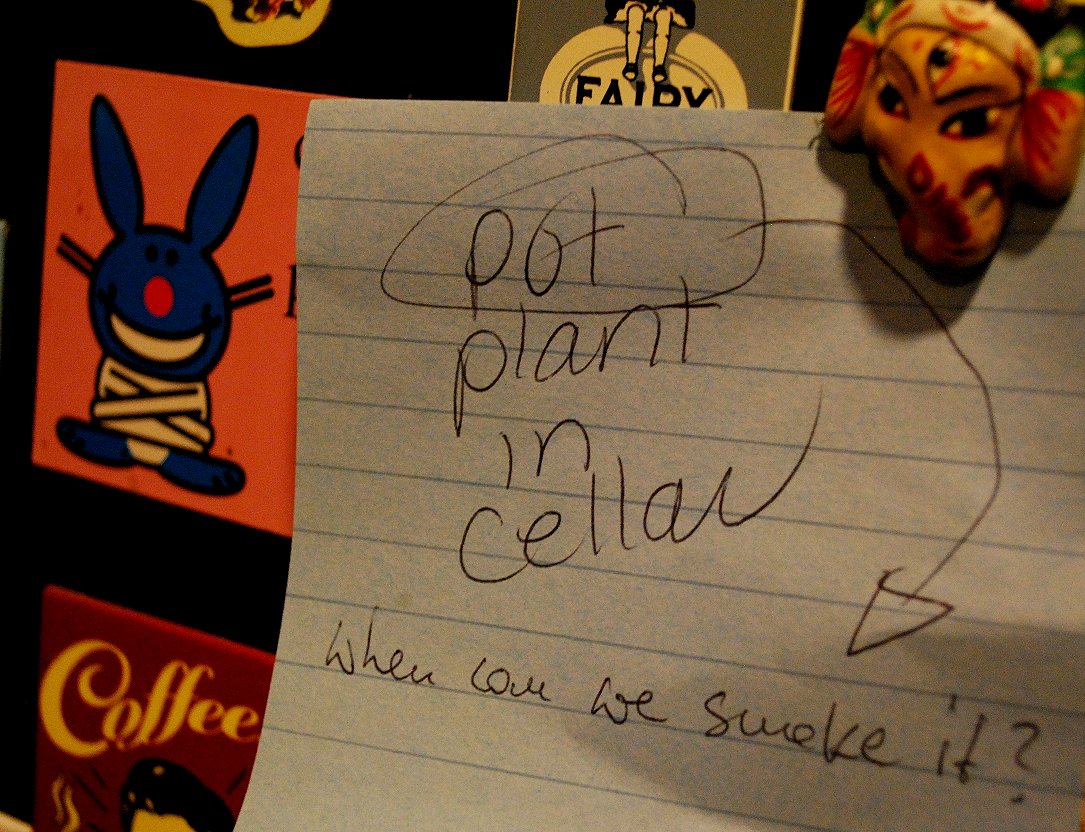 FAIRY
pot
plant
in
cellar
when can we smoke it?
Coffee